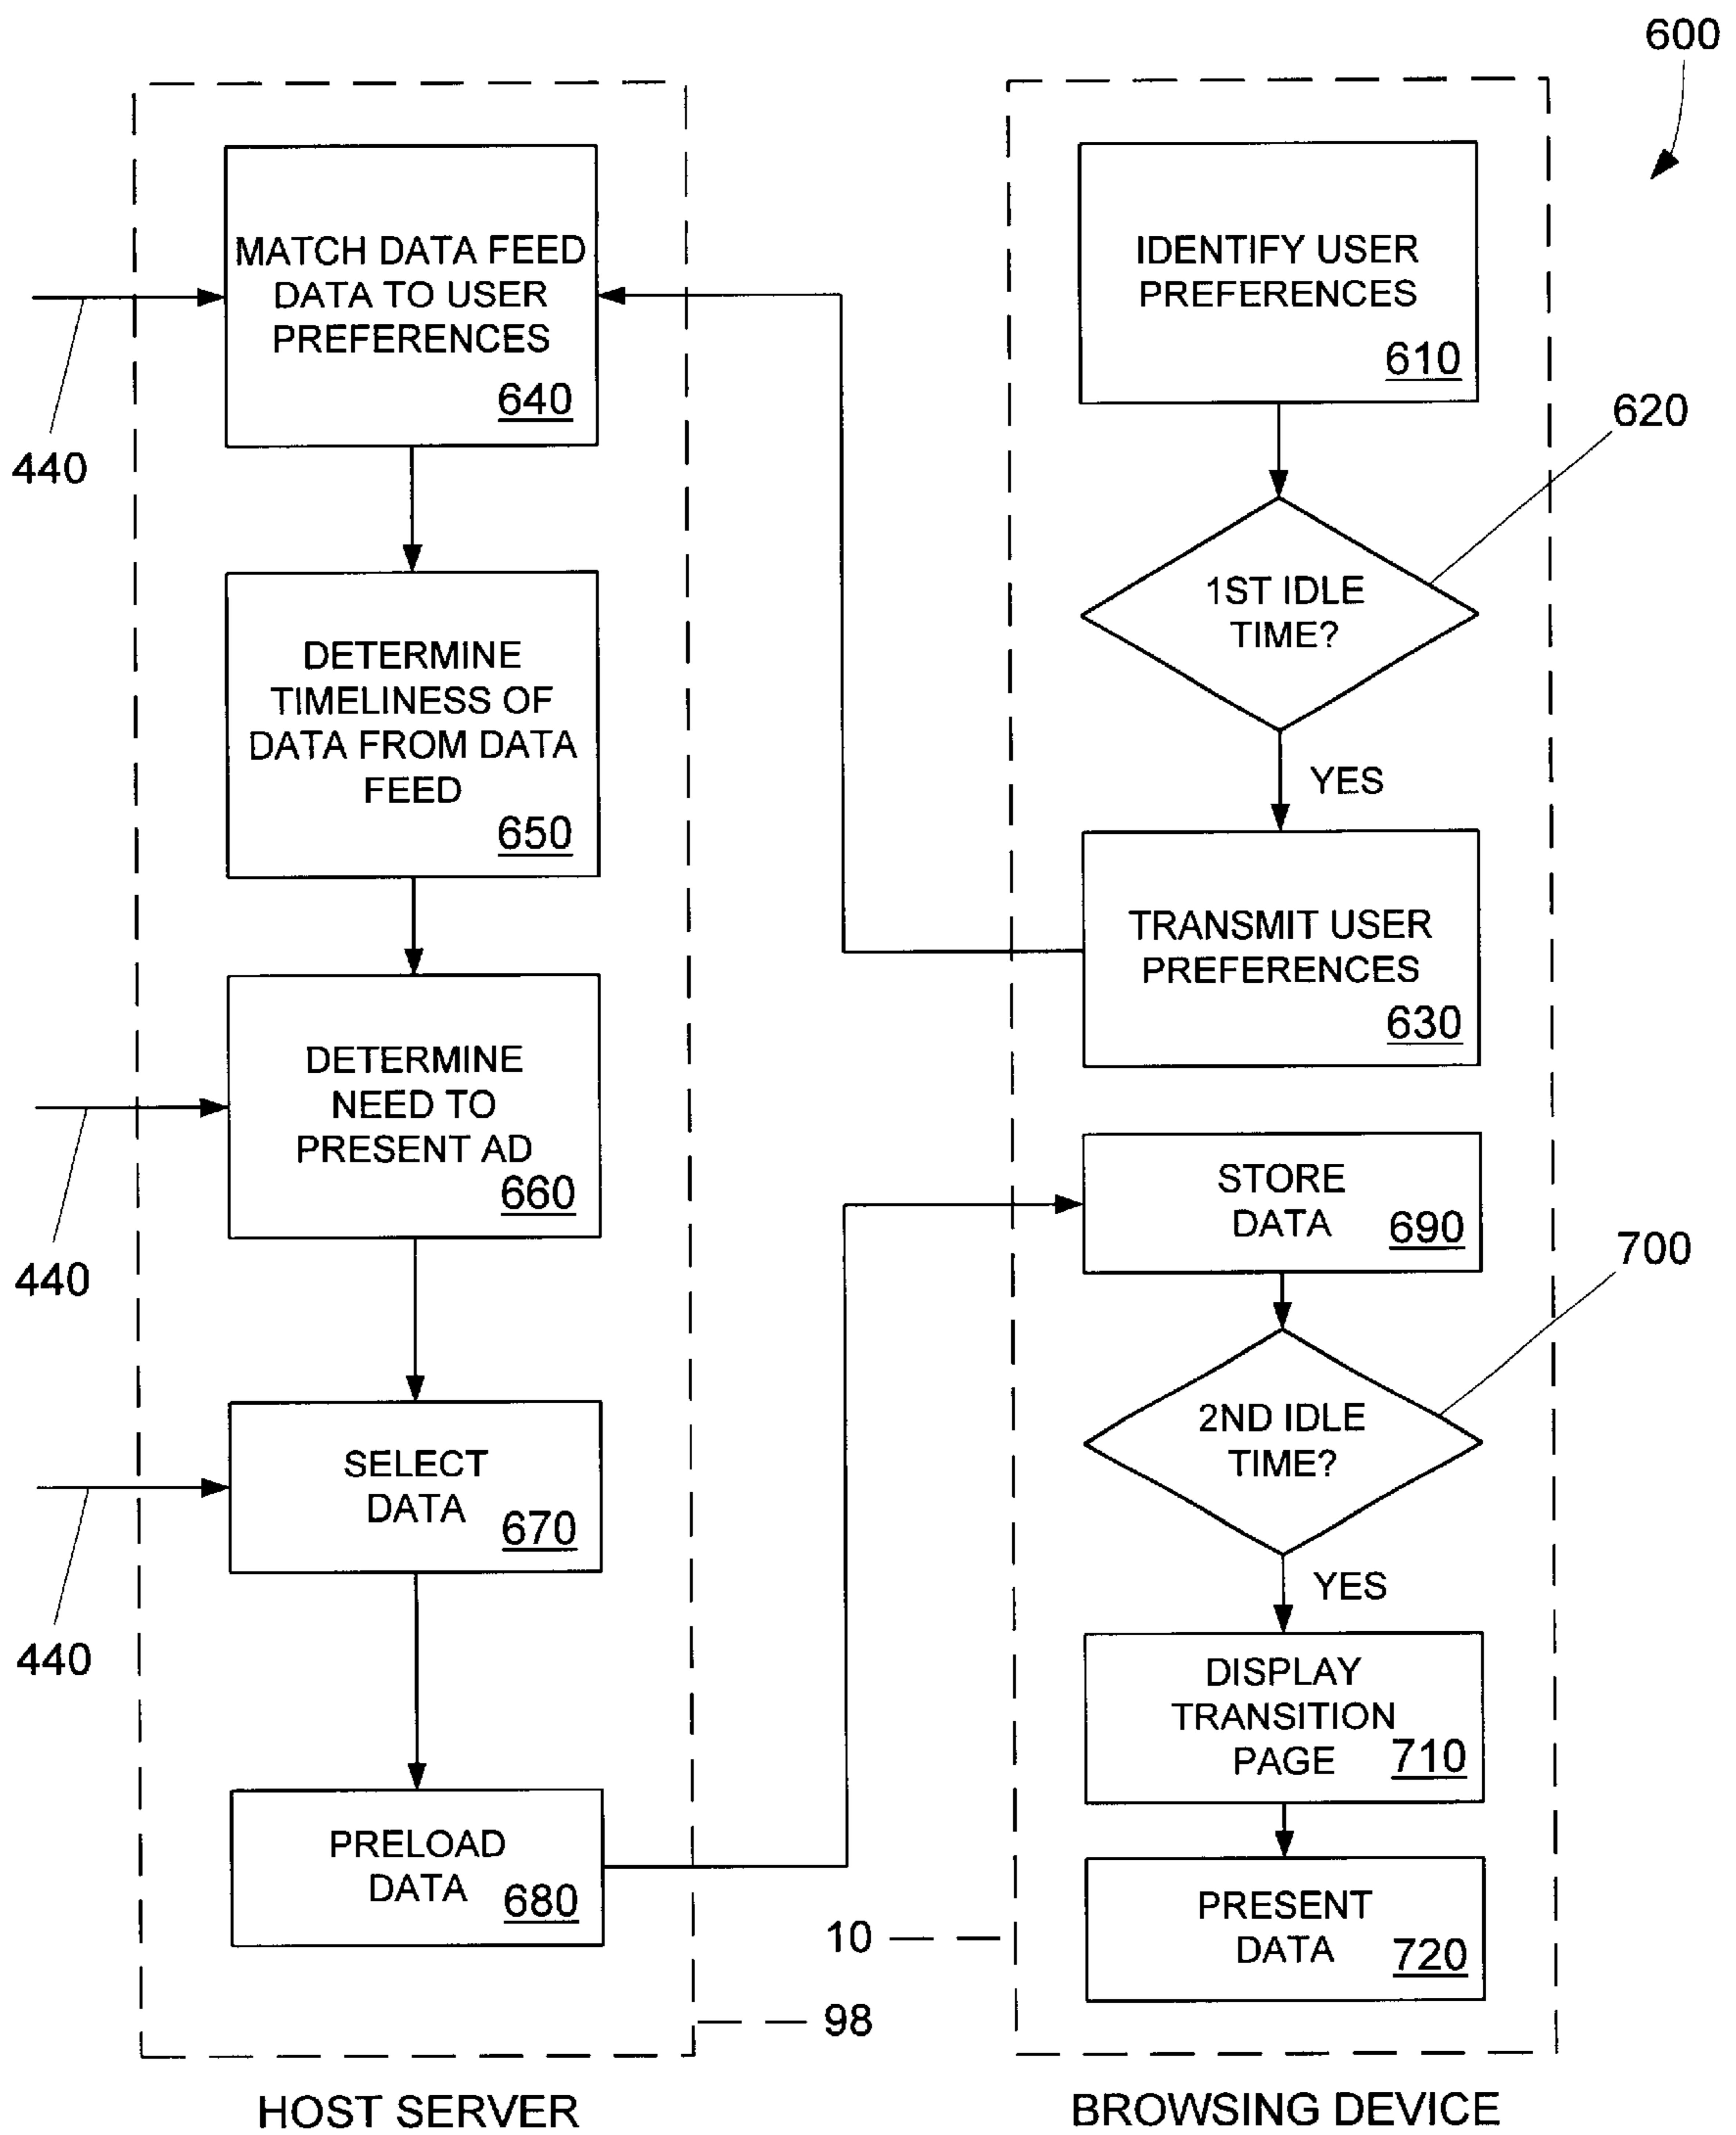 600
MATCH DATA FEED
DATA TO USER
PREFERENCES
640
440
DETERMINE
TIMELINESS OF
DATA FROM DATA
FEED
650
DETERMINE
NEED TO
PRESENT AD
660
440
SELECT
DATA
670
440
PRELOAD
DATA
680
98
HOST SERVER
IDENTIFY USER
PREFERENCES
610
620
1ST IDLE
TIME?
YES
TRANSMIT USER
PREFERENCES
630
STORE
DATA
690
700
2ND IDLE
TIME?
YES
DISPLAY
TRANSITION
PAGE
710
PRESENT
DATA
720
10
BROWSING DEVICE